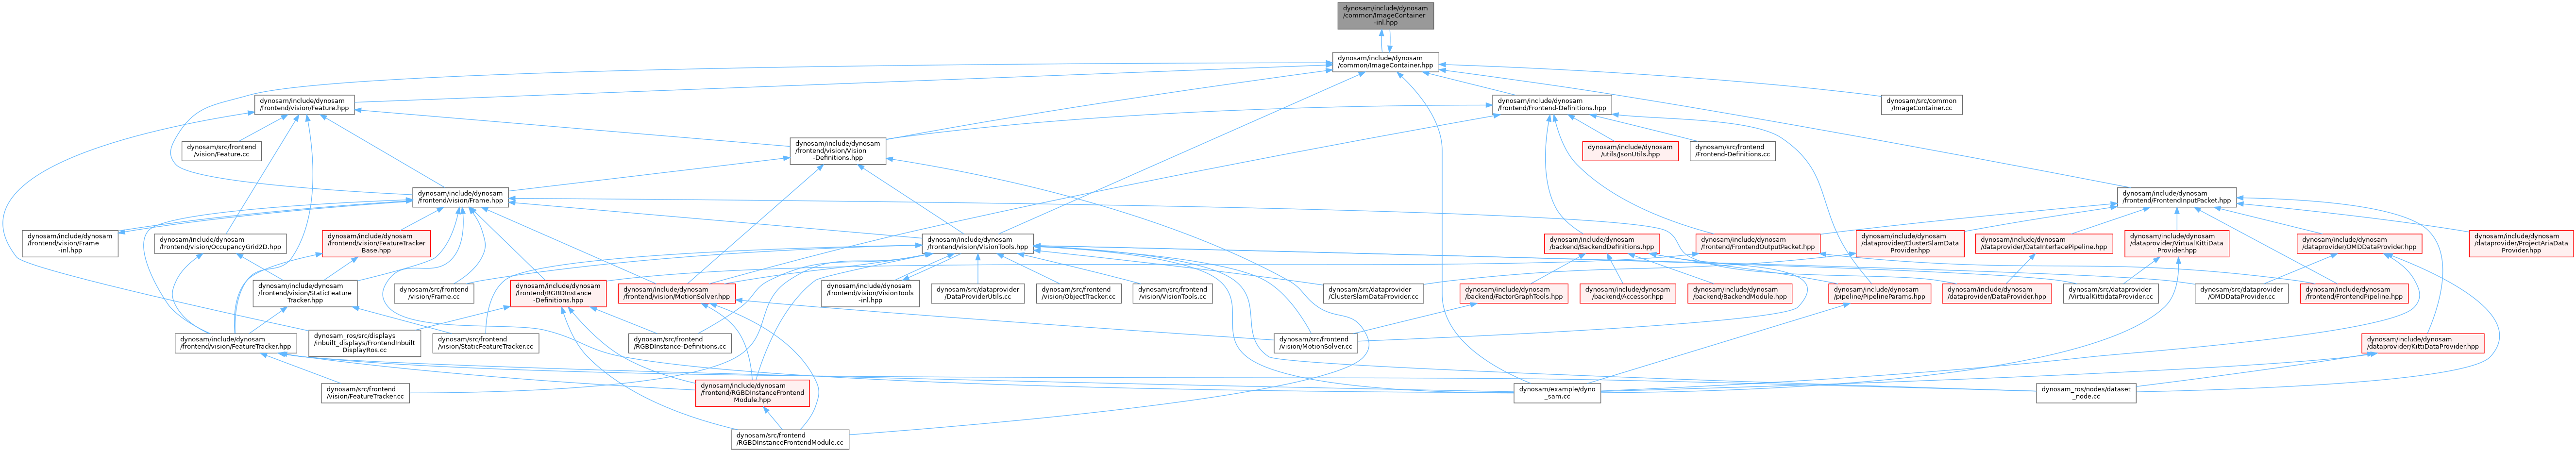 dynosam/include/dynosam
/common/ImageContainer
-inl.hpp
dynosam/include/dynosam
/common/ImageContainer.hpp
dynosam/include/dynosam
/frontend/vision/Feature.hpp
dynosam/include/dynosam
/frontend/Frontend-Definitions.hpp
dynosam/src/common
/ImageContainer.cc
dynosam/src/frontend
/vision/Feature.cc
dynosam/include/dynosam
/frontend/vision/Vision
-Definitions.hpp
dynosam/include/dynosam
/utils/JsonUtils.hpp
dynosam/src/frontend
/Frontend-Definitions.cc
dynosam/include/dynosam
/frontend/vision/Frame.hpp
dynosam/include/dynosam
/frontend/FrontendInputPacket.hpp
dynosam/include/dynosam
/frontend/vision/Frame
-inl.hpp
dynosam/include/dynosam
/frontend/vision/OccupancyGrid2D.hpp
dynosam/include/dynosam
/frontend/vision/FeatureTracker
Base.hpp
dynosam/include/dynosam
/frontend/vision/VisionTools.hpp
dynosam/include/dynosam
/backend/BackendDefinitions.hpp
dynosam/include/dynosam
/frontend/FrontendOutputPacket.hpp
dynosam/include/dynosam
/dataprovider/ClusterSlamData
Provider.hpp
dynosam/include/dynosam
/dataprovider/DataInterfacePipeline.hpp
dynosam/include/dynosam
/dataprovider/VirtualKittiData
Provider.hpp
dynosam/include/dynosam
/dataprovider/OMDDataProvider.hpp
dynosam/include/dynosam
/dataprovider/ProjectAriaData
Provider.hpp
dynosam/include/dynosam
/frontend/vision/StaticFeature
Tracker.hpp
dynosam/src/frontend
/vision/Frame.cc
dynosam/include/dynosam
/frontend/RGBDInstance
-Definitions.hpp
dynosam/include/dynosam
/frontend/vision/MotionSolver.hpp
dynosam/include/dynosam
/frontend/vision/VisionTools
-inl.hpp
dynosam/src/dataprovider
/DataProviderUtils.cc
dynosam/src/frontend
/vision/ObjectTracker.cc
dynosam/src/frontend
/vision/VisionTools.cc
dynosam/src/dataprovider
/ClusterSlamDataProvider.cc
dynosam/include/dynosam
/backend/FactorGraphTools.hpp
dynosam/include/dynosam
/backend/Accessor.hpp
dynosam/include/dynosam
/backend/BackendModule.hpp
dynosam/include/dynosam
/pipeline/PipelineParams.hpp
dynosam/include/dynosam
/dataprovider/DataProvider.hpp
dynosam/src/dataprovider
/VirtualKittidataProvider.cc
dynosam/src/dataprovider
/OMDDataProvider.cc
dynosam/include/dynosam
/frontend/FrontendPipeline.hpp
dynosam/include/dynosam
/frontend/vision/FeatureTracker.hpp
dynosam_ros/src/displays
/inbuilt_displays/FrontendInbuilt
DisplayRos.cc
dynosam/src/frontend
/vision/StaticFeatureTracker.cc
dynosam/src/frontend
/RGBDInstance-Definitions.cc
dynosam/src/frontend
/vision/MotionSolver.cc
dynosam/include/dynosam
/dataprovider/KittiDataProvider.hpp
dynosam/src/frontend
/vision/FeatureTracker.cc
dynosam/include/dynosam
/frontend/RGBDInstanceFrontend
Module.hpp
dynosam/example/dyno
_sam.cc
dynosam_ros/nodes/dataset
_node.cc
dynosam/src/frontend
/RGBDInstanceFrontendModule.cc